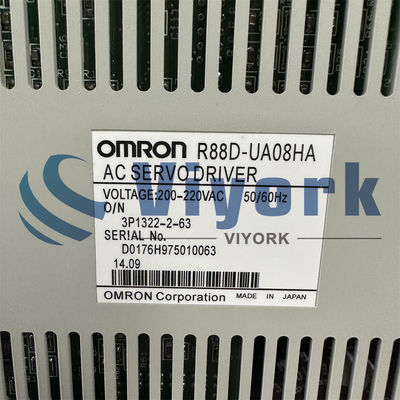 OMRON R88D-UA08HA
AC SERVO DRIVER
VOLTAGE:200-220VAC 50/60Hz
O/N
3P1322-2-63
SERIAL No.
D0176H975010063
14.09
OMRON Corporation MADE IN JAPAN
Viyork
VIYORK